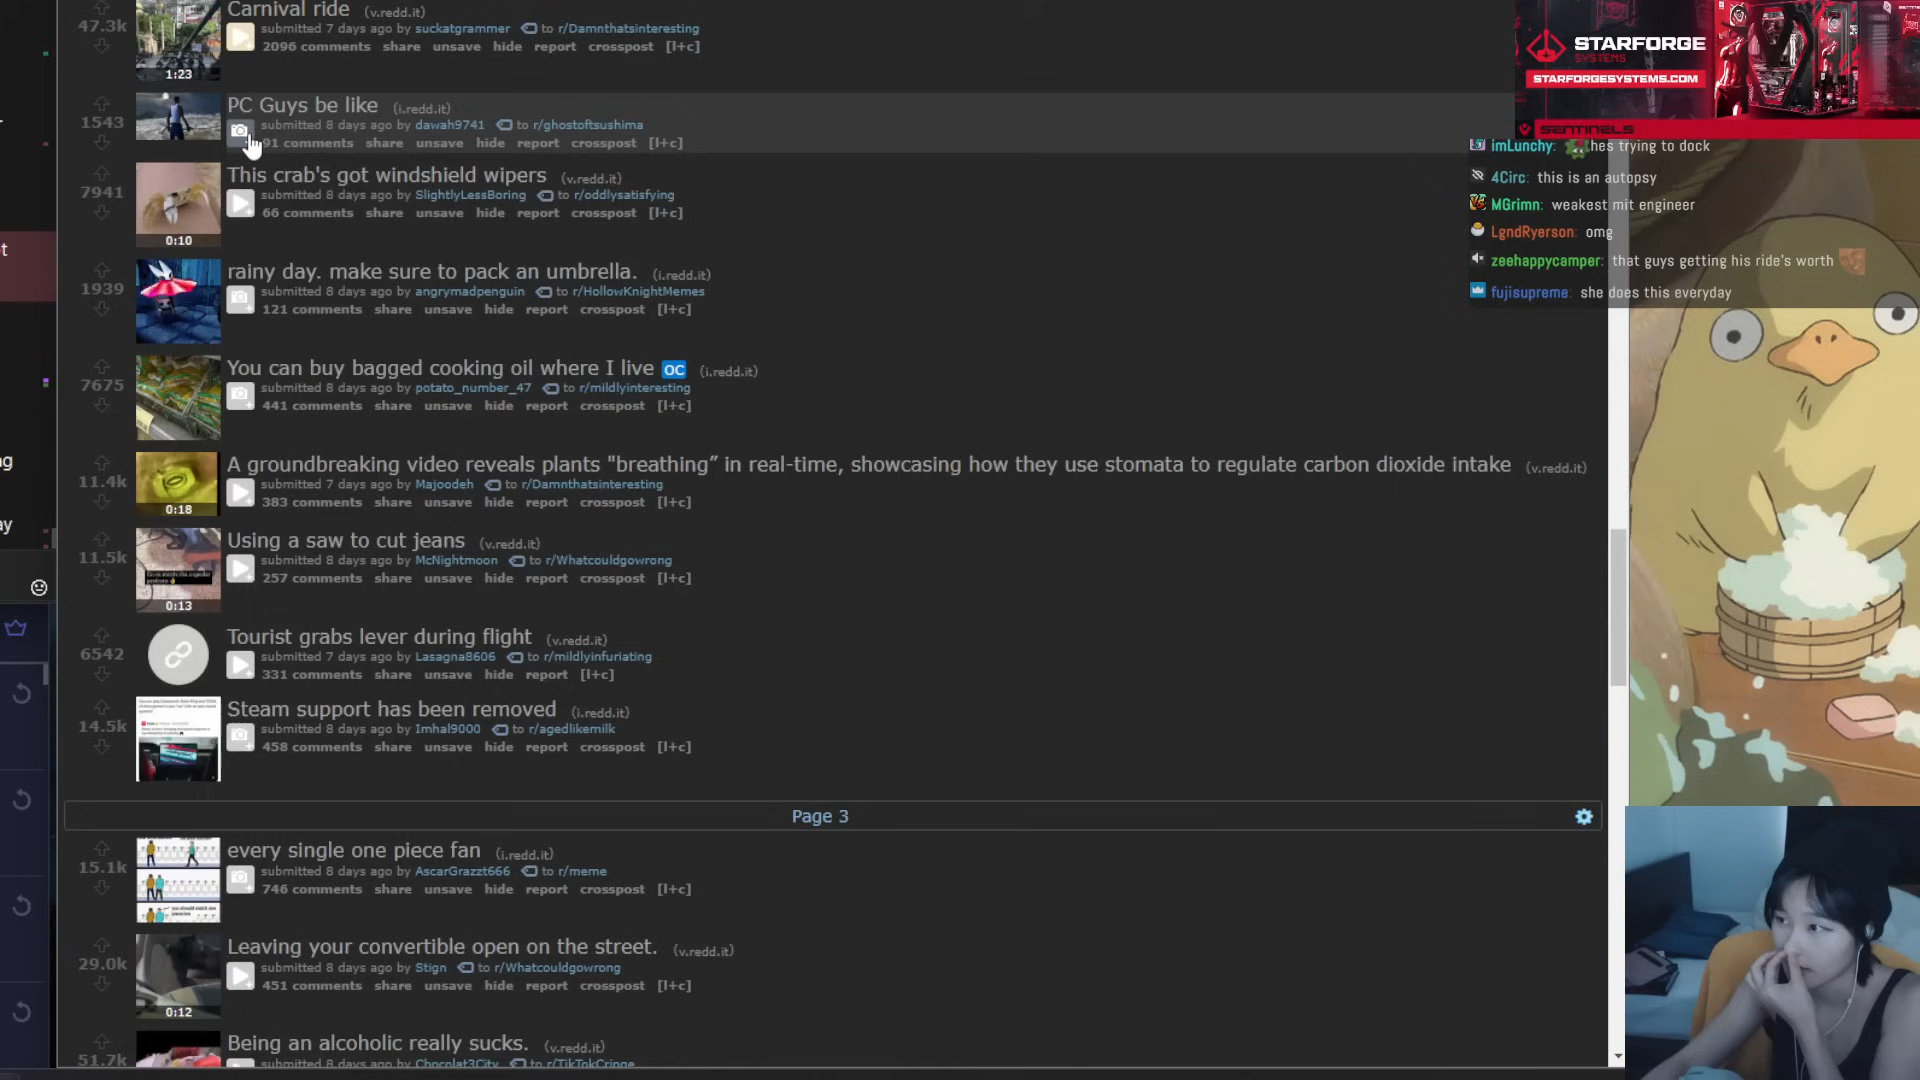 47.3k
Carnival ride (v.redd.it)
submitted 7 days ago by suckatgrammer to r/Damnthatsinteresting
2096 comments share unsave hide report crosspost [l+c]
1:23
1543
PC Guys be like (i.redd.it)
submitted 8 days ago by dawah9741 to r/ghostoftsushima
91 comments share unsave hide report crosspost [l+c]
7941
This crab's got windshield wipers (v.redd.it)
submitted 8 days ago by SlightlyLessBoring to r/oddlysatisfying
66 comments share unsave hide report crosspost [l+c]
0:10
1939
rainy day. make sure to pack an umbrella. (i.redd.it)
submitted 8 days ago by angrymadpenguin to r/HollowKnightMemes
121 comments share unsave hide report crosspost [l+c]
7675
You can buy bagged cooking oil where I live OC (i.redd.it)
submitted 8 days ago by potato_number_47 to r/mildlyinteresting
441 comments share unsave hide report crosspost [l+c]
11.4k
A groundbreaking video reveals plants "breathing” in real-time, showcasing how they use stomata to regulate carbon dioxide intake (v.redd.it)
submitted 7 days ago by Majoodeh to r/Damnthatsinteresting
383 comments share unsave hide report crosspost [l+c]
0:18
11.5k
Using a saw to cut jeans (v.redd.it)
submitted 8 days ago by McNightmoon to r/Whatcouldgowrong
257 comments share unsave hide report crosspost [l+c]
0:13
6542
Tourist grabs lever during flight (v.redd.it)
submitted 7 days ago by Lasagna8606 to r/mildlyinfuriating
331 comments share unsave hide report [l+c]
14.5k
Steam support has been removed (i.redd.it)
submitted 8 days ago by Imhal9000 to r/agedlikemilk
458 comments share unsave hide report crosspost [l+c]
Page 3
15.1k
every single one piece fan (i.redd.it)
submitted 8 days ago by AscarGrazzt666 to r/meme
746 comments share unsave hide report crosspost [l+c]
29.0k
Leaving your convertible open on the street. (v.redd.it)
submitted 8 days ago by Stign to r/Whatcouldgowrong
451 comments share unsave hide report crosspost [l+c]
0:12
51.7k
Being an alcoholic really sucks. (v.redd.it)
submitted 8 days ago by Chocolat3City to r/TikTokCringe
STARFORGE
SYSTEMS
STARFORGESYSTEMS.COM
SENTINELS
imLunchy: hes trying to dock
4Circ: this is an autopsy
MGrimn: weakest mit engineer
LgndRyerson: omg
zeehappycamper: that guys getting his ride's worth
fujisupreme: she does this everyday